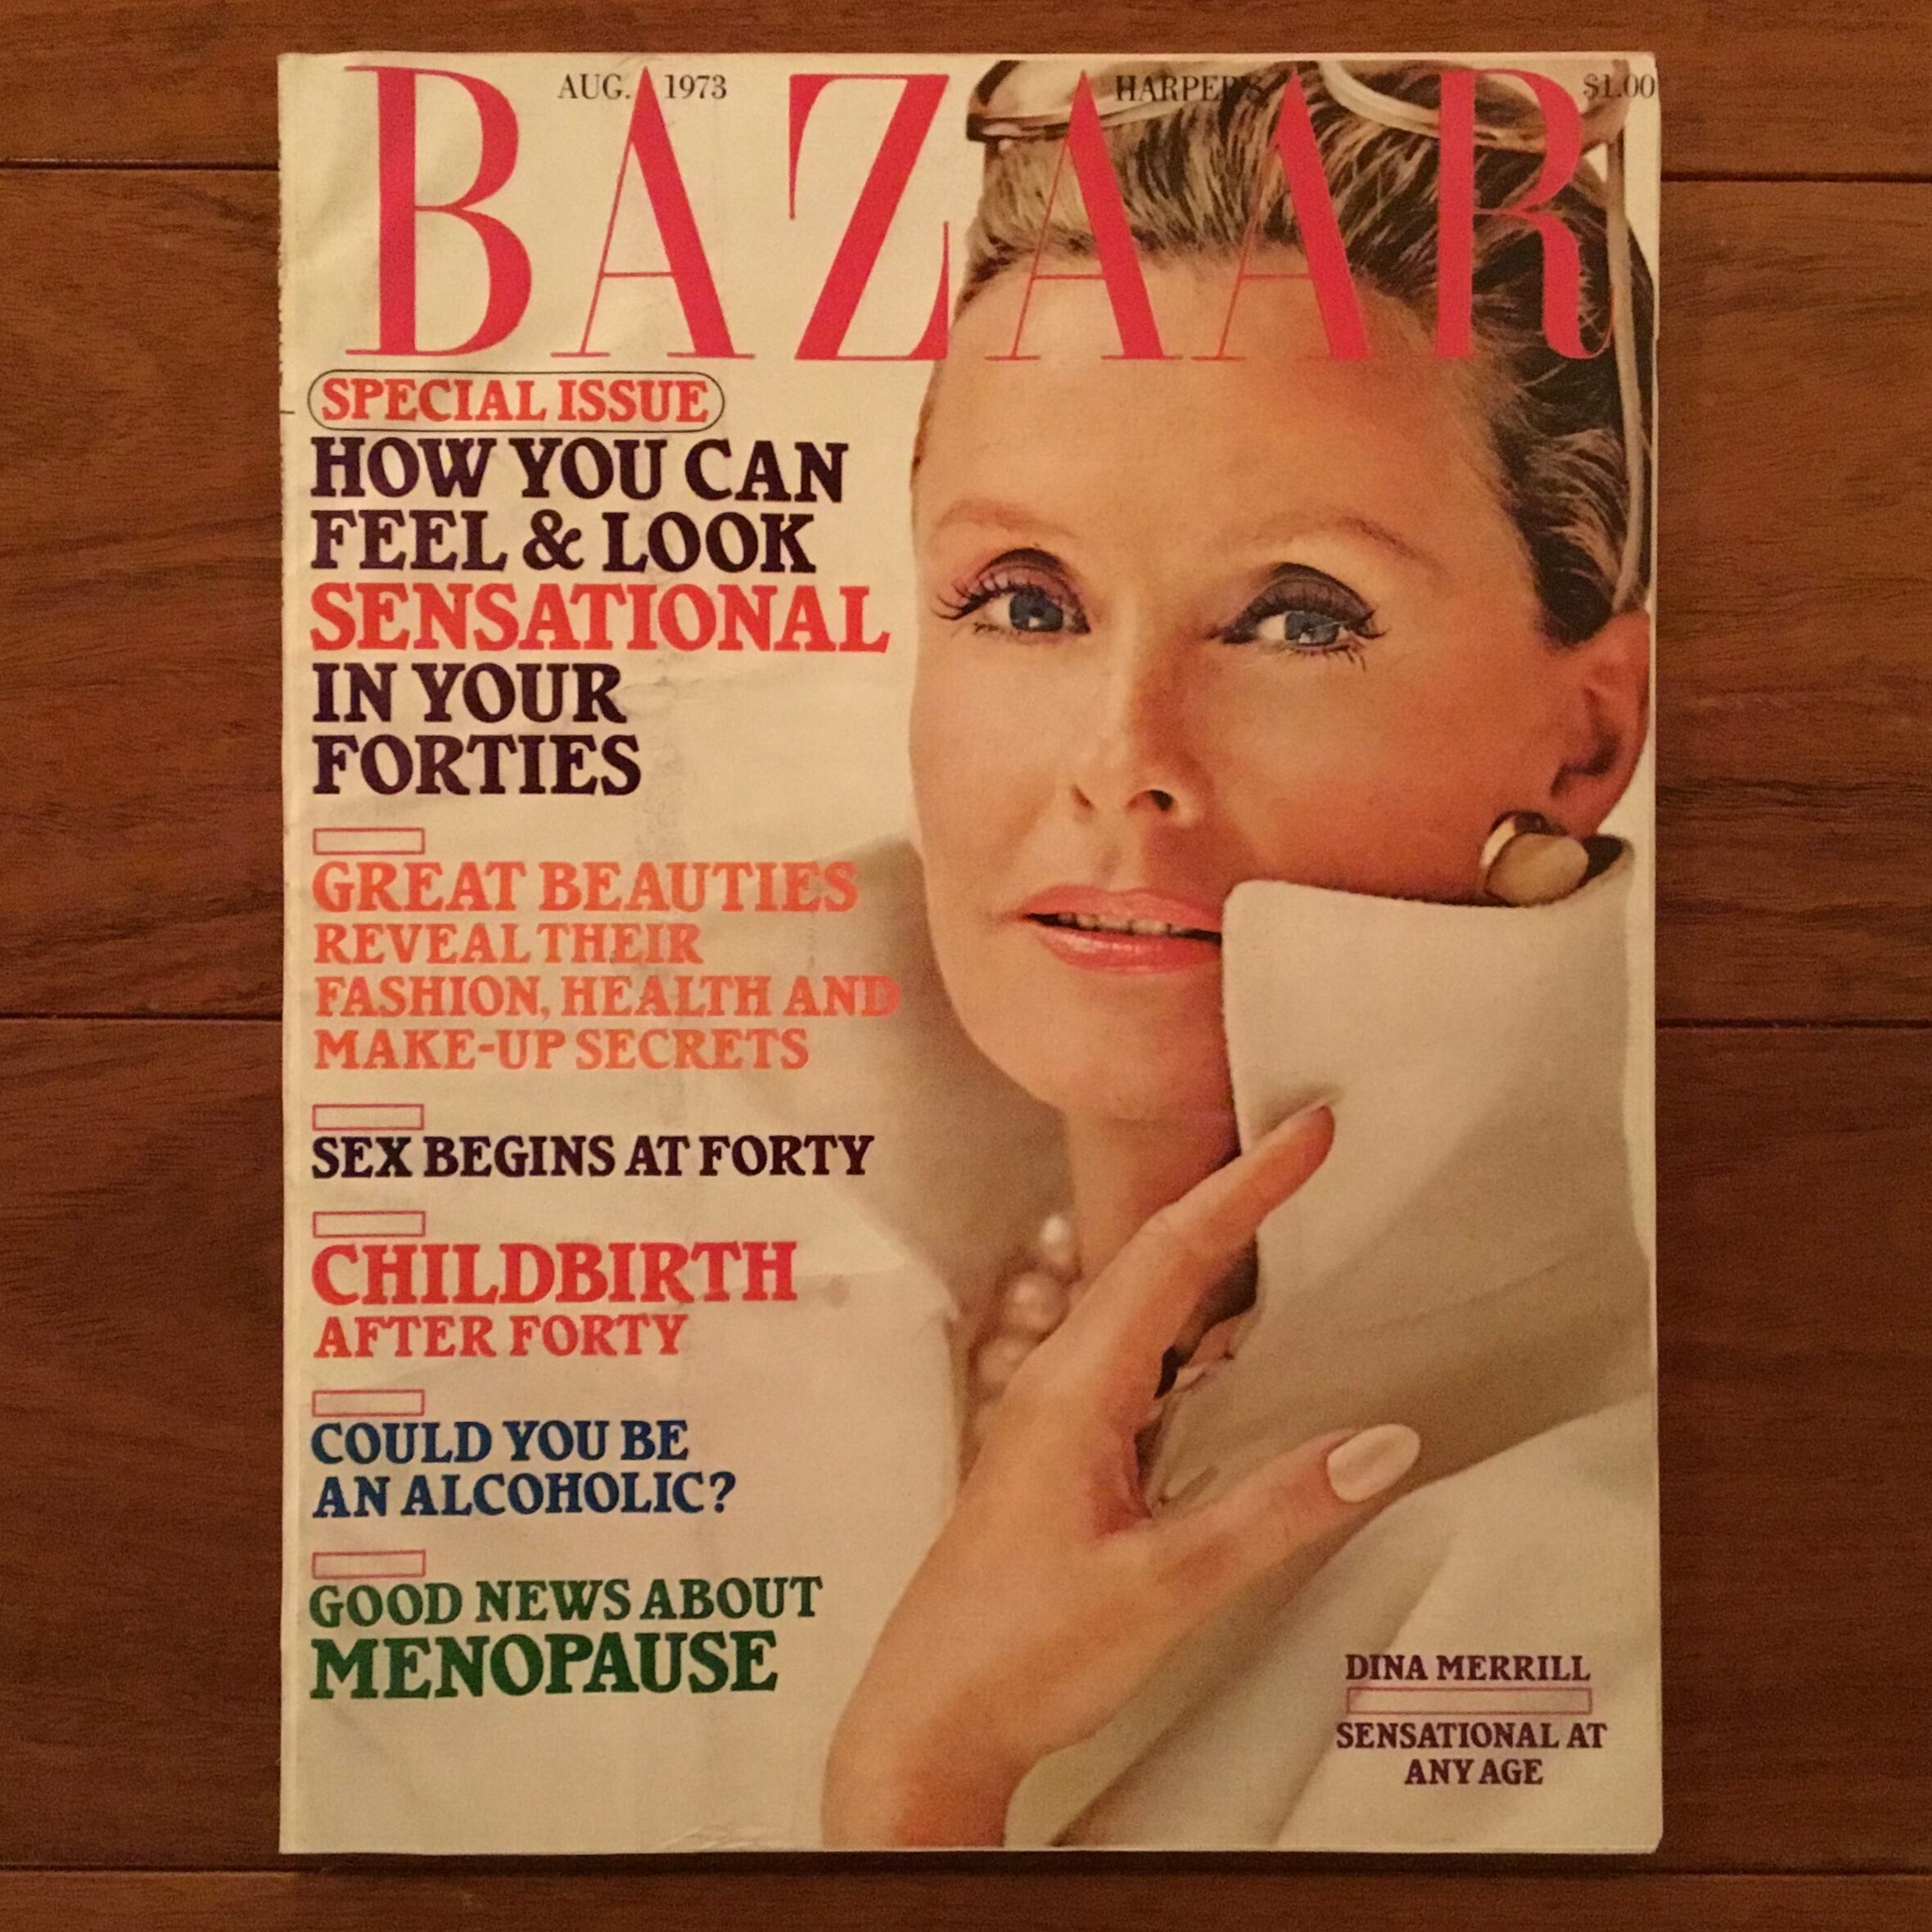 AUG. 1973 HARPER'S $1.00
BAZAAR
SPECIAL ISSUE
HOW YOU CAN
FEEL & LOOK
SENSATIONAL
IN YOUR
FORTIES
GREAT BEAUTIES
REVEAL THEIR
FASHION, HEALTH AND
MAKE-UP SECRETS
SEX BEGINS AT FORTY
CHILDBIRTH
AFTER FORTY
COULD YOU BE
AN ALCOHOLIC?
GOOD NEWS ABOUT
MENOPAUSE
DINA MERRILL
SENSATIONAL AT
ANY AGE